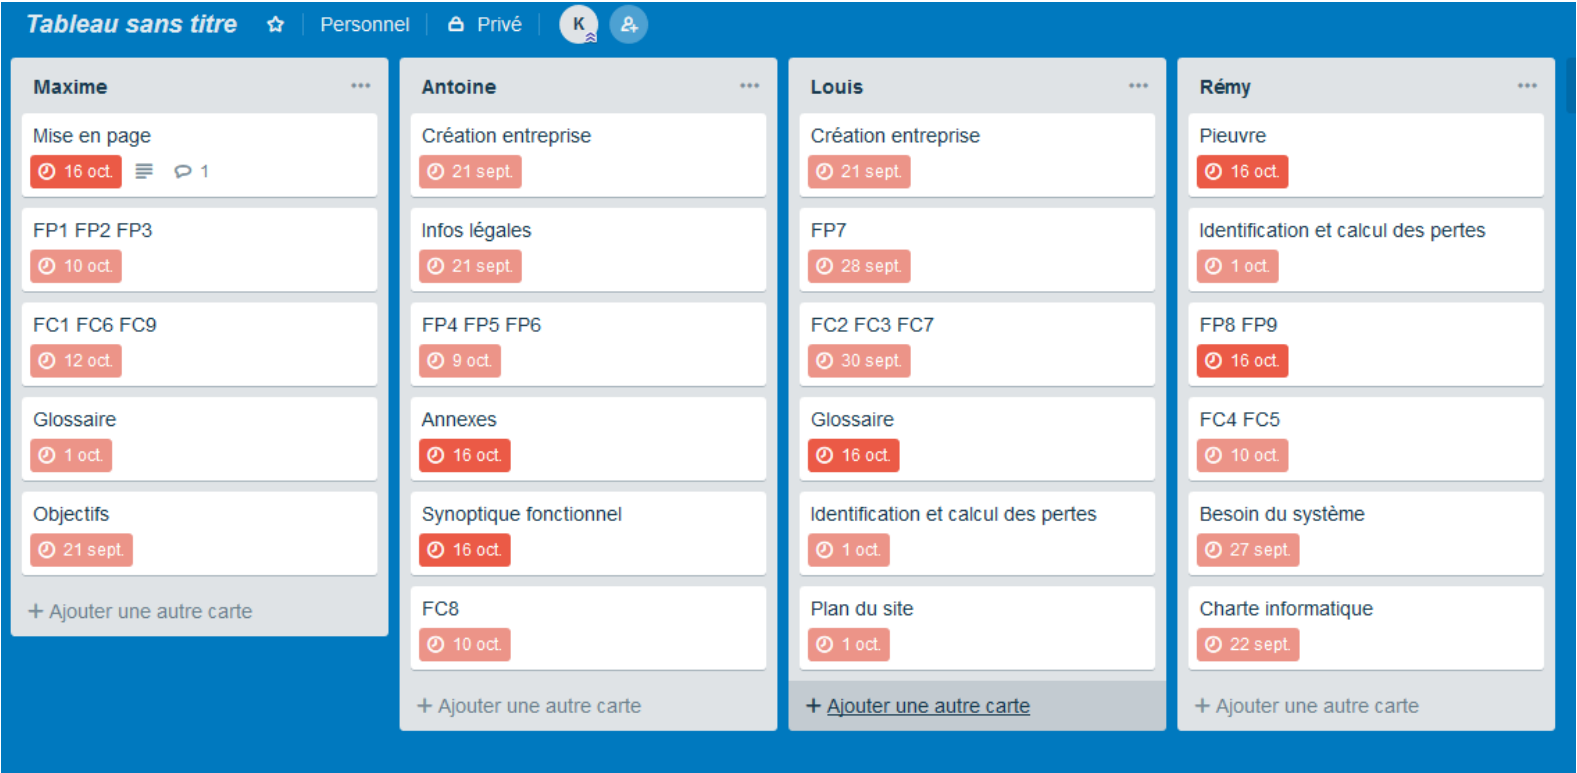 Tableau sans titre Personnel Privé K
Maxime
Mise en page
16 oct. 1
FP1 FP2 FP3
10 oct.
FC1 FC6 FC9
12 oct.
Glossaire
1 oct.
Objectifs
21 sept.
+ Ajouter une autre carte
Antoine
Création entreprise
21 sept.
Infos légales
21 sept.
FP4 FP5 FP6
9 oct.
Annexes
16 oct.
Synoptique fonctionnel
16 oct.
FC8
10 oct.
+ Ajouter une autre carte
Louis
Création entreprise
21 sept.
FP7
28 sept.
FC2 FC3 FC7
30 sept.
Glossaire
16 oct.
Identification et calcul des pertes
1 oct.
Plan du site
1 oct.
+ Ajouter une autre carte
Rémy
Pieuvre
16 oct.
Identification et calcul des pertes
1 oct.
FP8 FP9
16 oct.
FC4 FC5
10 oct.
Besoin du système
27 sept.
Charte informatique
22 sept.
+ Ajouter une autre carte